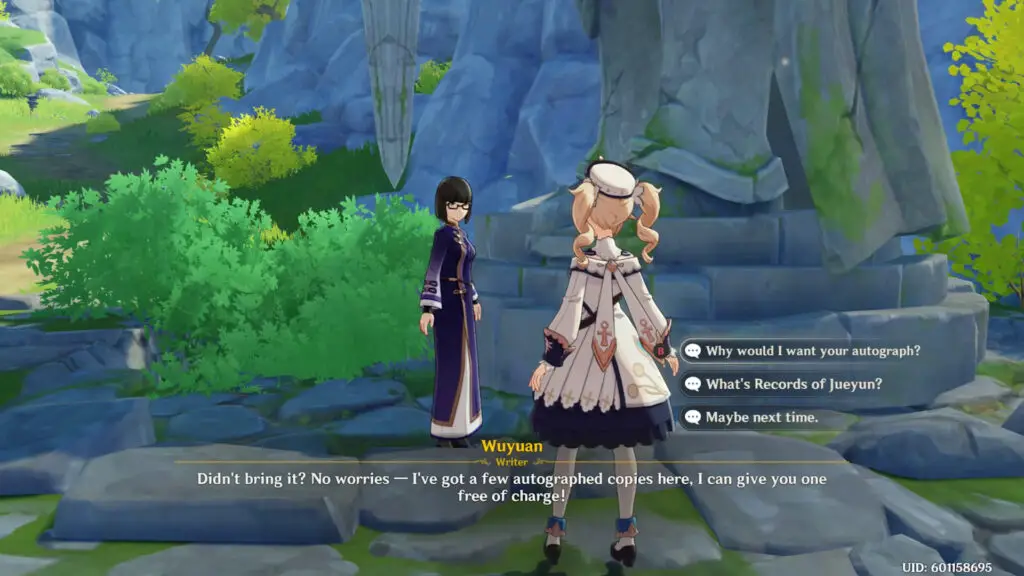 Why would I want your autograph?
What's Records of Jueyun?
Maybe next time.
Wuyuan
Writer
Didn't bring it? No worries — I've got a few autographed copies here, I can give you one
free of charge!
UID: 601158695